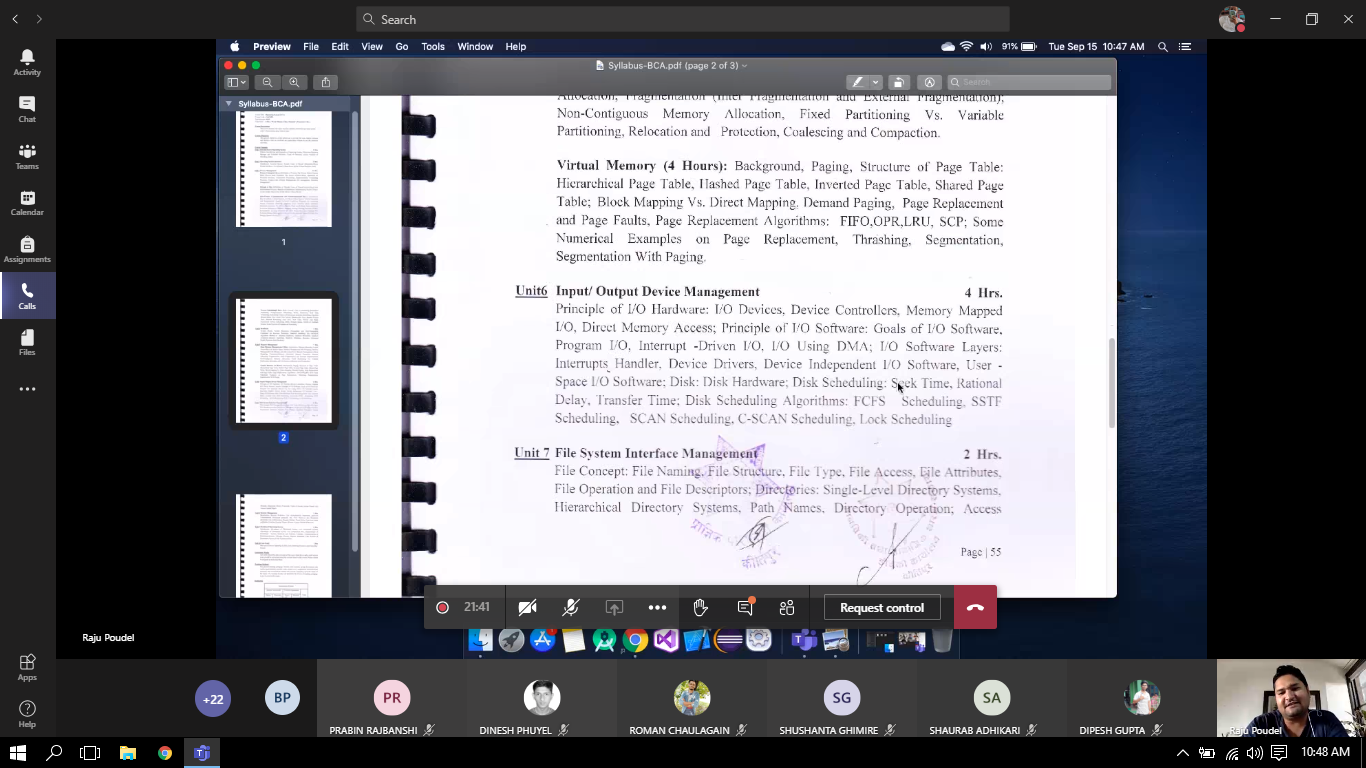 Search
Activity
Chat
Teams
Calendar
Assignments
Calls
Files
Apps
Help
Preview File Edit View Go Tools Window Help
91% Tue Sep 15 10:47 AM
Syllabus-BCA.pdf (page 2 of 3)
Search
Syllabus-BCA.pdf
1
2
Allocation, Fragmentation (Inter Fragmentation and External Fragmentation),
Non-Contiguous Memory Allocation, Fixed Partitioning Vs. Variable
Partitioning, Relocation and Protection, Coalescing and Compaction.
Virtual Memory (4 Hours): Background, Paging, Structure of Page Table:
Hierarchical Page Table, Page Table, Inverted Page Table, Shared Page
Table; Block Mapping Vs. Direct Mapping, Demand Paging, Page Replacement
and Page Faults, Page Replacement Algorithms: FIFO,OPR,LRU, SCP; Some
Numerical Examples on Page Replacement, Thrashing, Segmentation,
Segmentation With Paging.
Unit6 Input/ Output Device Management 4 Hrs.
Principle of I/O Hardware: I/O Devices, Device Controllers, Memory Mapped
I/O, Direct Memory Access; Principle of I/O Software: Goals of I/O Software,
Program I/O, Interrupt –Driven I/O, I/O Using DMA; I/O Software Layers:
Interrupts Handler, Device Drivers, Device Independent I/O Software, User –
Space I/O Software, Disk: Disk Hardware Disk Scheduling: Seek Time, Rational
Delay, Transfer Time; Disk Scheduling Algorithms: FCFS Scheduling, SSTF
Scheduling, SCAN Scheduling, C-SCAN Scheduling, Lock Scheduling
Unit 7 File System Interface Management 2 Hrs.
File Concept: File Naming, File Structure, File Type, File Access, File Attributes,
File Operation and File Descriptors; Directories: Single-Level Directory Systems,
Hierarchical Directory Systems, Path Names, Directory Operation; Access
Page | 55
21:41
Request control
Raju Poudel
+22
BP
PR
PRABIN RAJBANSHI
DINESH PHUYEL
ROMAN CHAULAGAIN
SG
SHUSHANTA GHIMIRE
SA
SHAURAB ADHIKARI
DIPESH GUPTA
Raju Poudel
10:48 AM